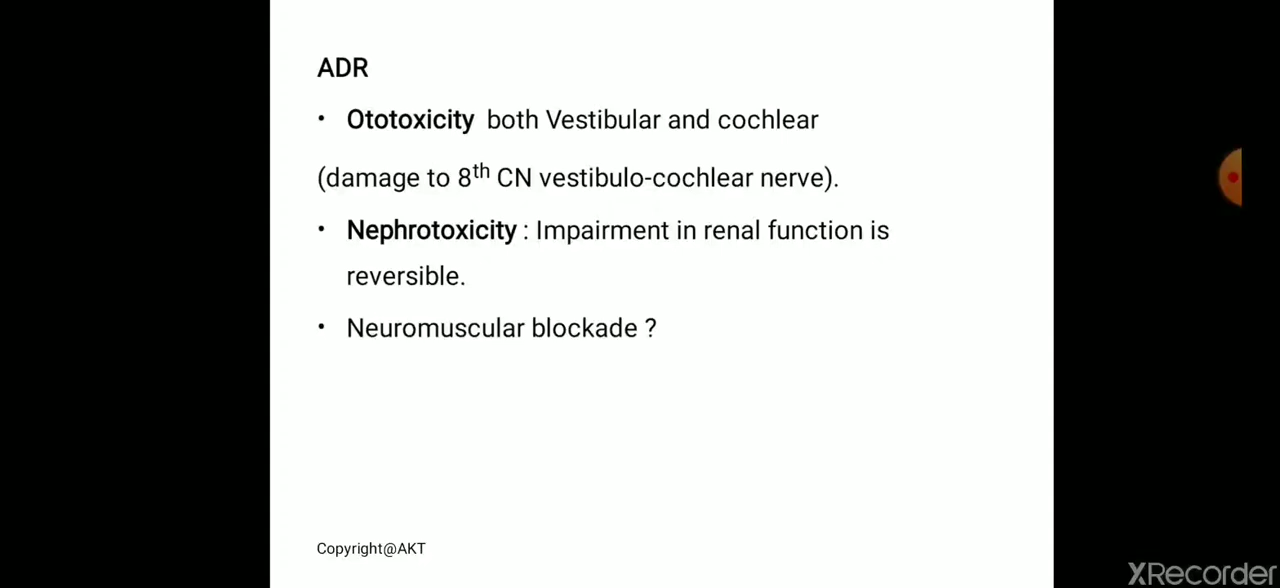 ADR
• Ototoxicity both Vestibular and cochlear
(damage to 8th CN vestibulo-cochlear nerve).
• Nephrotoxicity : Impairment in renal function is
reversible.
• Neuromuscular blockade ?
Copyright@AKT
XRecorder